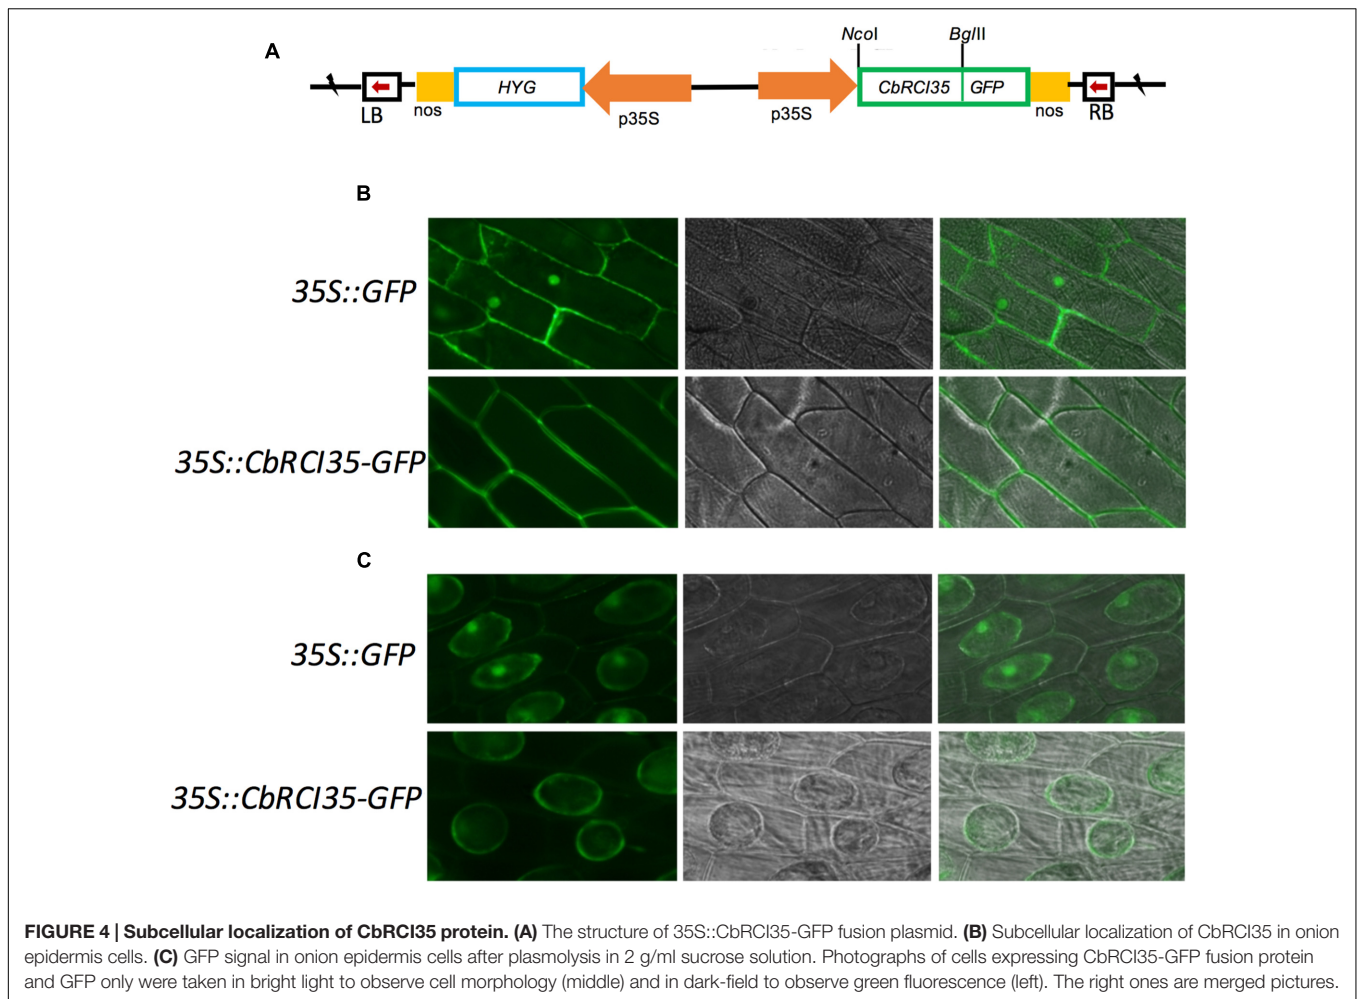 A
NcoI BglII
HYG CbRCI35 GFP
LB nos p35S p35S nos RB
B
35S::GFP
35S::CbRCI35-GFP
C
35S::GFP
35S::CbRCI35-GFP
FIGURE 4 | Subcellular localization of CbRCI35 protein. (A) The structure of 35S::CbRCI35-GFP fusion plasmid. (B) Subcellular localization of CbRCI35 in onion
epidermis cells. (C) GFP signal in onion epidermis cells after plasmolysis in 2 g/ml sucrose solution. Photographs of cells expressing CbRCI35-GFP fusion protein
and GFP only were taken in bright light to observe cell morphology (middle) and in dark-field to observe green fluorescence (left). The right ones are merged pictures.